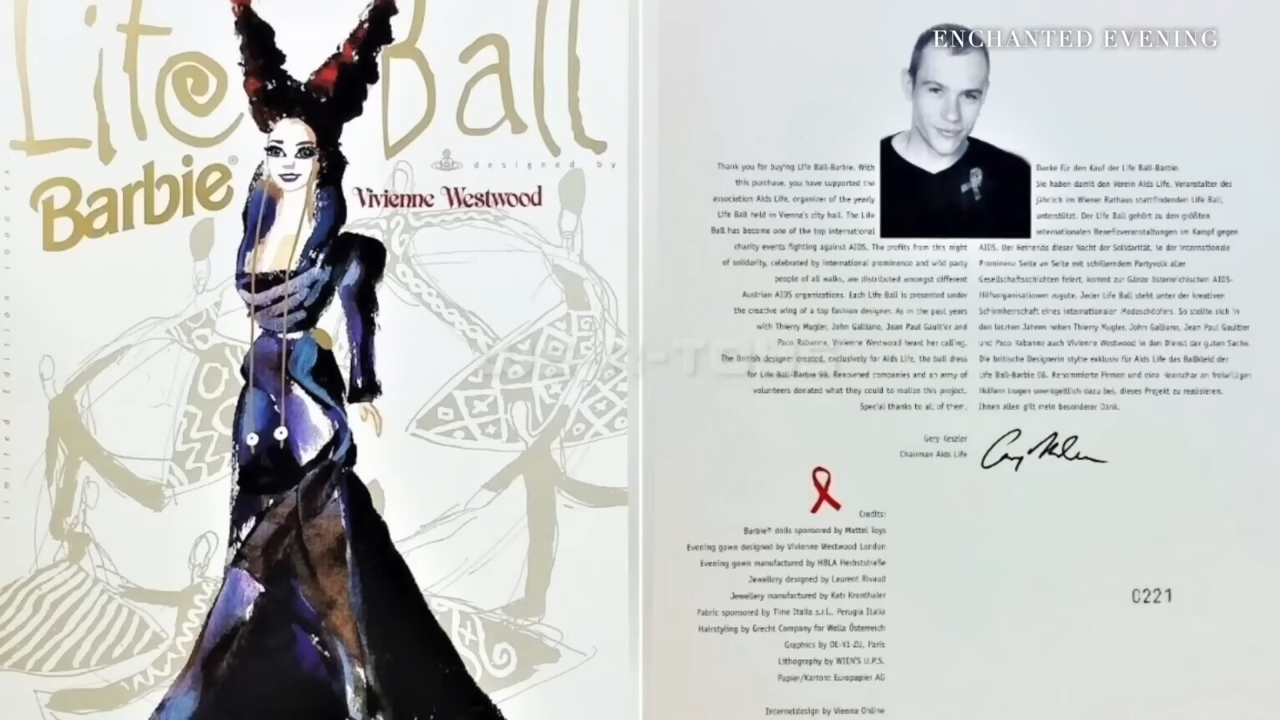 ENCHANTED EVENING
Life Ball
Barbie®
designed by
Vivienne Westwood
Limited Edition 1000 Ex
Thank you for buying Life Ball-Barbie. With
this purchase, you have supported the
association Aids Life, organizer of the yearly
Life Ball held in Vienna's city hall. The Life
Ball has become one of the top international
charity events fighting against AIDS. The profits from this night
of solidarity, celebrated by international prominence and wild party
people of all walks, are distributed amongst different
Austrian AIDS organizations. Each Life Ball is presented under
the creative wing of a top fashion designer. As in the past years
with Thierry Mugler, John Galliano, Jean Paul Gaultier and
Paco Rabanne, Vivienne Westwood heard her calling.
The British designer created, exclusively for Aids Life, the ball dress
for Life Ball-Barbie 98. Renowned companies and an army of
volunteers donated what they could to realize this project.
Special thanks to all of them.
Danke für den Kauf der Life Ball-Barbie.
Sie haben damit den Verein Aids Life, Veranstalter des
jährlich im Wiener Rathaus stattfindenden Life Ball,
unterstützt. Der Life Ball gehört zu den größten
internationalen Benefizveranstaltungen im Kampf gegen
AIDS. Der Reinerlös dieser Nacht der Solidarität, in der internationale
Prominenz Seite an Seite mit schillerndem Partyvolk aller
Gesellschaftsschichten feiert, kommt zur Gänze österreichischen AIDS-
Hilfsorganisationen zugute. Jeder Life Ball steht unter der kreativen
Schirmherrschaft eines internationalen Modeschöpfers. So stellte sich in
den letzten Jahren neben Thierry Mugler, John Galliano, Jean Paul Gaultier
und Paco Rabanne auch Vivienne Westwood in den Dienst der guten Sache.
Die britische Designerin stylte exklusiv für Aids Life das Ballkleid der
Life Ball-Barbie 98. Renommierte Firmen und eine Heerschar an freiwilligen
Helfern trugen unentgeltlich dazu bei, dieses Projekt zu realisieren.
Ihnen allen gilt mein besonderer Dank.
Gery Keszler
Chairman Aids Life
Credits:
Barbie® dolls sponsored by Mattel Toys
Evening gown designed by Vivienne Westwood London
Evening gown manufactured by HBLA Herbststraße
Jewellery designed by Laurent Rivaud
Jewellery manufactured by Kati Kronthaler
Fabric sponsored by Time Italia s.r.l., Perugia Italia
Hairstyling by Grecht Company for Wella Österreich
Graphics by DE-VI-ZU, Paris
Lithography by WIEN'S U.P.S.
Papier/Karton: Europapier AG
Internetdesign by Vienna Online
0221